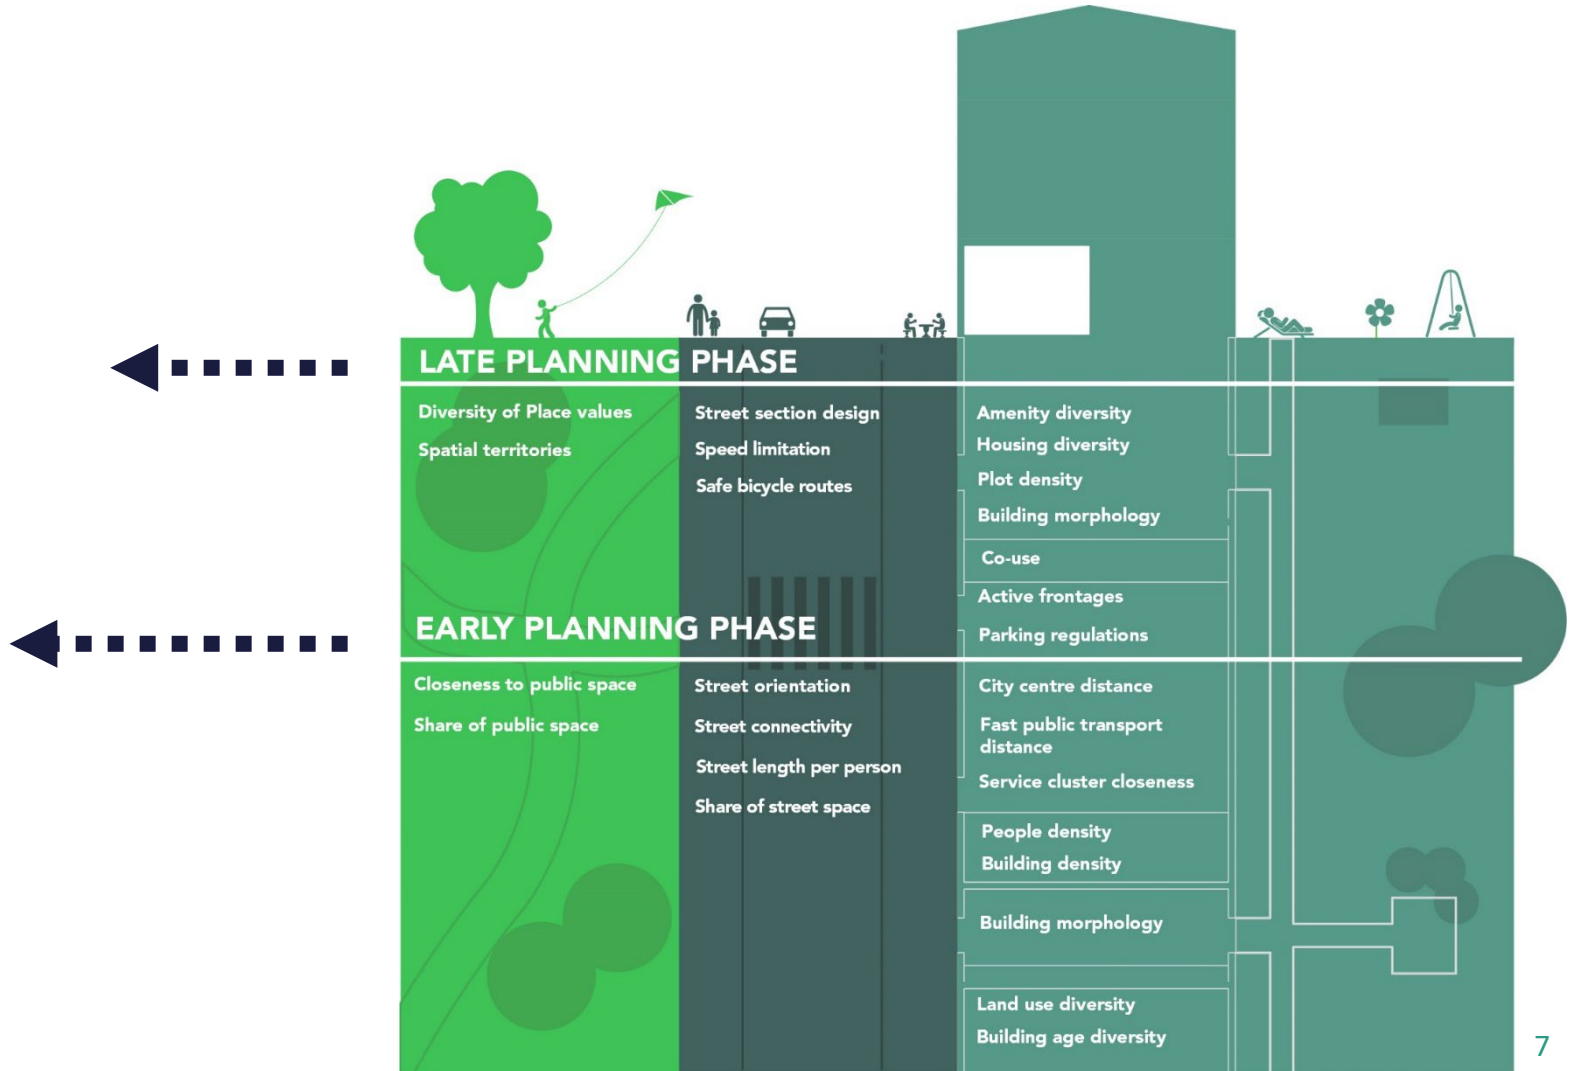 LATE PLANNING PHASE
Diversity of Place values
Spatial territories
Street section design
Speed limitation
Safe bicycle routes
Amenity diversity
Housing diversity
Plot density
Building morphology
Co-use
Active frontages
Parking regulations
EARLY PLANNING PHASE
Closeness to public space
Share of public space
Street orientation
Street connectivity
Street length per person
Share of street space
City centre distance
Fast public transport
distance
Service cluster closeness
People density
Building density
Building morphology
Land use diversity
Building age diversity
7